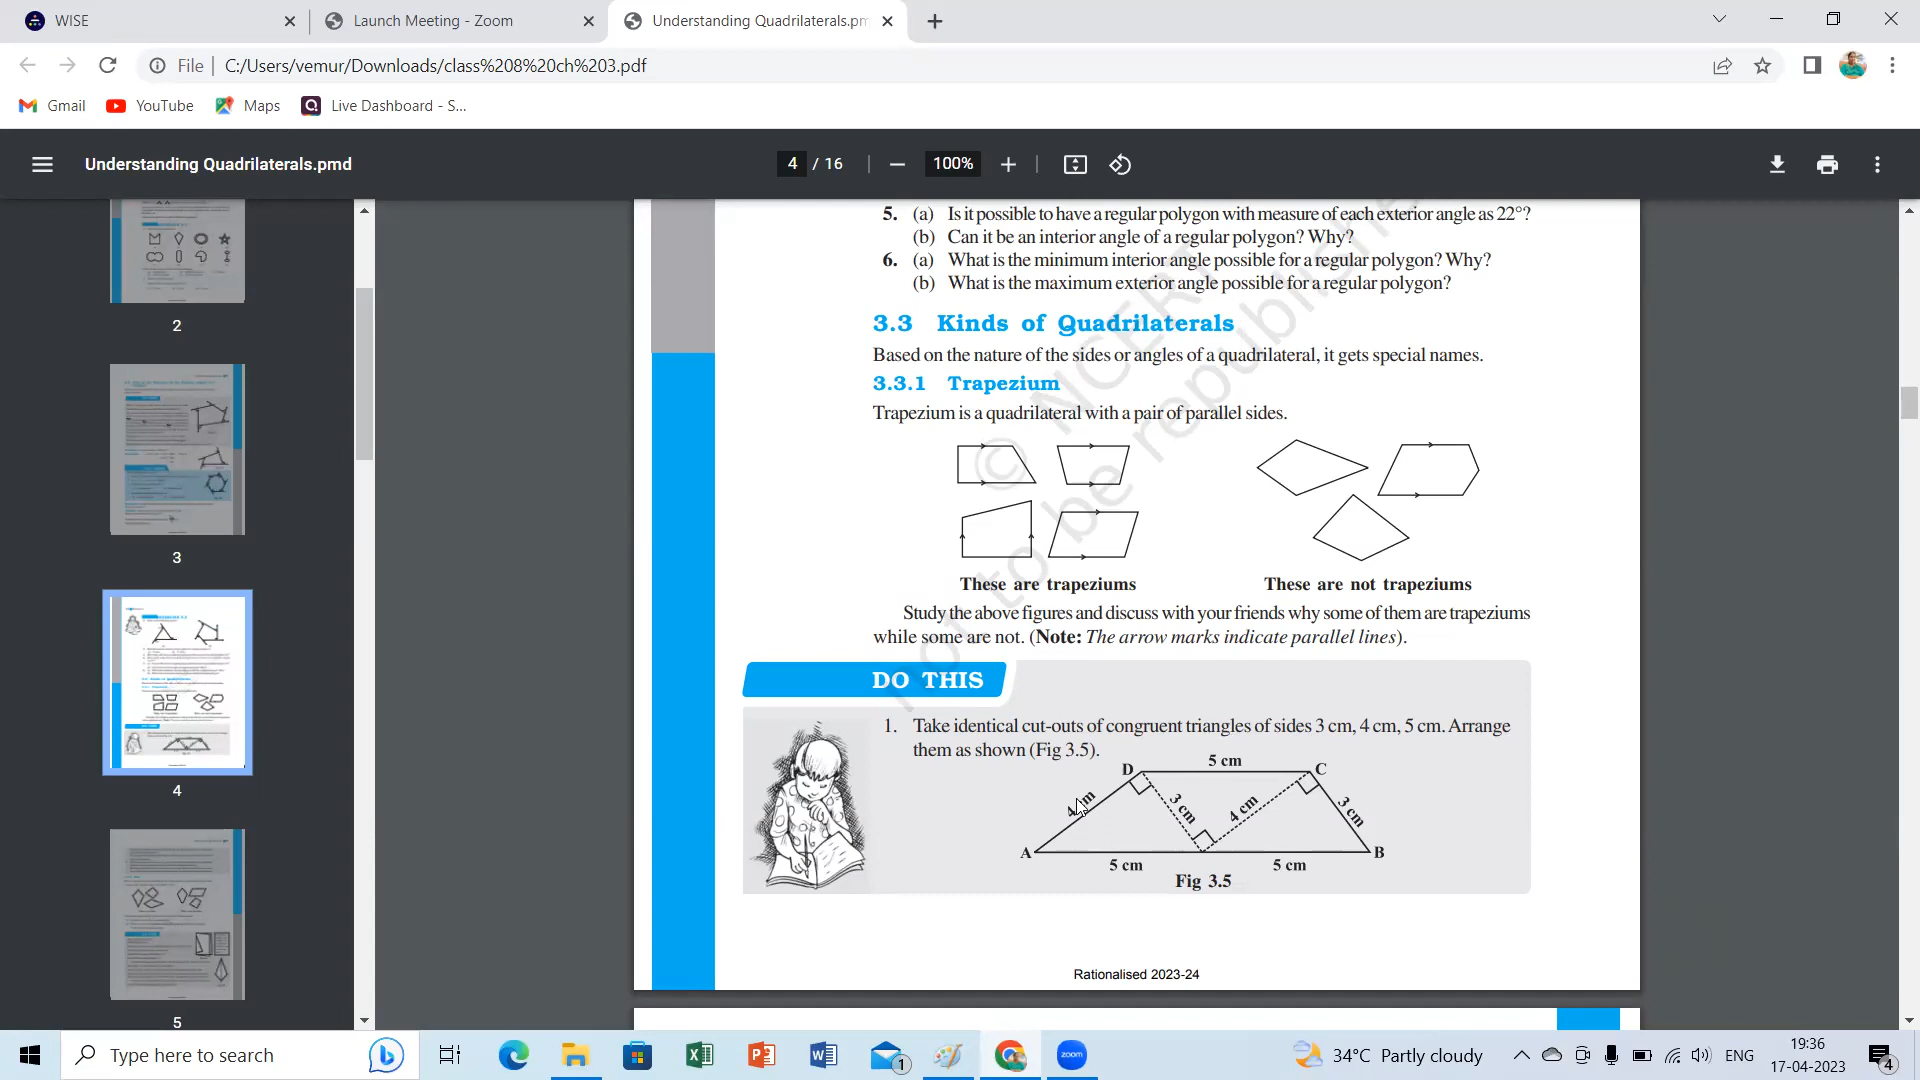 WISE
Launch Meeting - Zoom
Understanding Quadrilaterals.pm
File
C:/Users/vemur/Downloads/class%208%20ch%203.pdf
Gmail
YouTube
Maps
Live Dashboard - S...
Understanding Quadrilaterals.pmd
4 / 16
100%
2
3
4
5
5. (a) Is it possible to have a regular polygon with measure of each exterior angle as 22°?
(b) Can it be an interior angle of a regular polygon? Why?
6. (a) What is the minimum interior angle possible for a regular polygon? Why?
(b) What is the maximum exterior angle possible for a regular polygon?
3.3 Kinds of Quadrilaterals
Based on the nature of the sides or angles of a quadrilateral, it gets special names.
3.3.1 Trapezium
Trapezium is a quadrilateral with a pair of parallel sides.
These are trapeziums
These are not trapeziums
Study the above figures and discuss with your friends why some of them are trapeziums
while some are not. (Note: The arrow marks indicate parallel lines).
DO THIS
1. Take identical cut-outs of congruent triangles of sides 3 cm, 4 cm, 5 cm. Arrange
them as shown (Fig 3.5).
D
5 cm
C
3 cm
4 cm
3 cm
A
5 cm
5 cm
B
Fig 3.5
© NCERT
not to be republished
Rationalised 2023-24
Type here to search
1
zoom
34°C Partly cloudy
ENG
19:36
17-04-2023
4